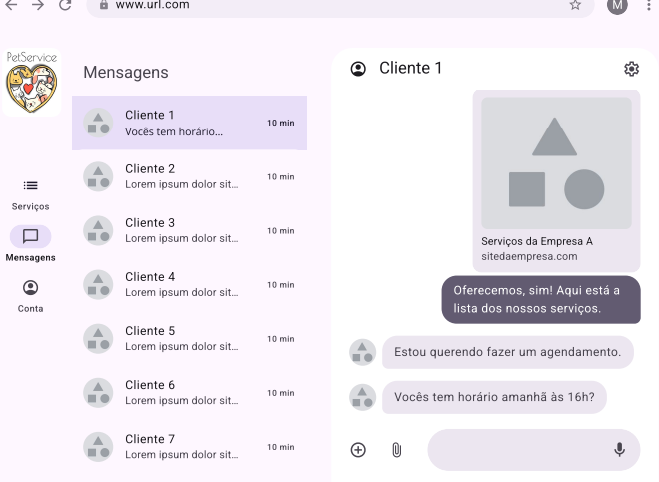 www.url.com
M
PetService
Serviços
Mensagens
Conta
Mensagens
Cliente 1
Vocês tem horário...
10 min
Cliente 2
Lorem ipsum dolor sit...
10 min
Cliente 3
Lorem ipsum dolor sit...
10 min
Cliente 4
Lorem ipsum dolor sit...
10 min
Cliente 5
Lorem ipsum dolor sit...
10 min
Cliente 6
Lorem ipsum dolor sit...
10 min
Cliente 7
Lorem ipsum dolor sit...
10 min
Cliente 1
Serviços da Empresa A
sitedaempresa.com
Oferecemos, sim! Aqui está a
lista dos nossos serviços.
Estou querendo fazer um agendamento.
Vocês tem horário amanhã às 16h?